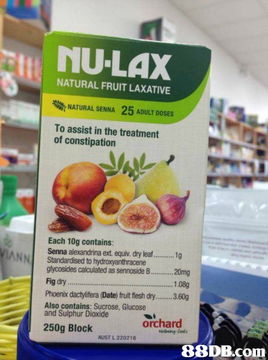 NU-LAX
NATURAL FRUIT LAXATIVE
NATURAL SENNA 25 ADULT DOSES
To assist in the treatment
of constipation
Each 10g contains:
Senna alexandrina ext. equiv. dry leaf..........1g
Standardised to hydroxyanthracene
glycosides calculated as sennoside B..........20mg
Fig dry..........1.08g
Phoenix dactylifera (Date) fruit flesh dry..........3.60g
Also contains: Sucrose, Glucose
and Sulphur Dioxide
250g Block
orchard
AUST L 220216
VIANN
88DB.com